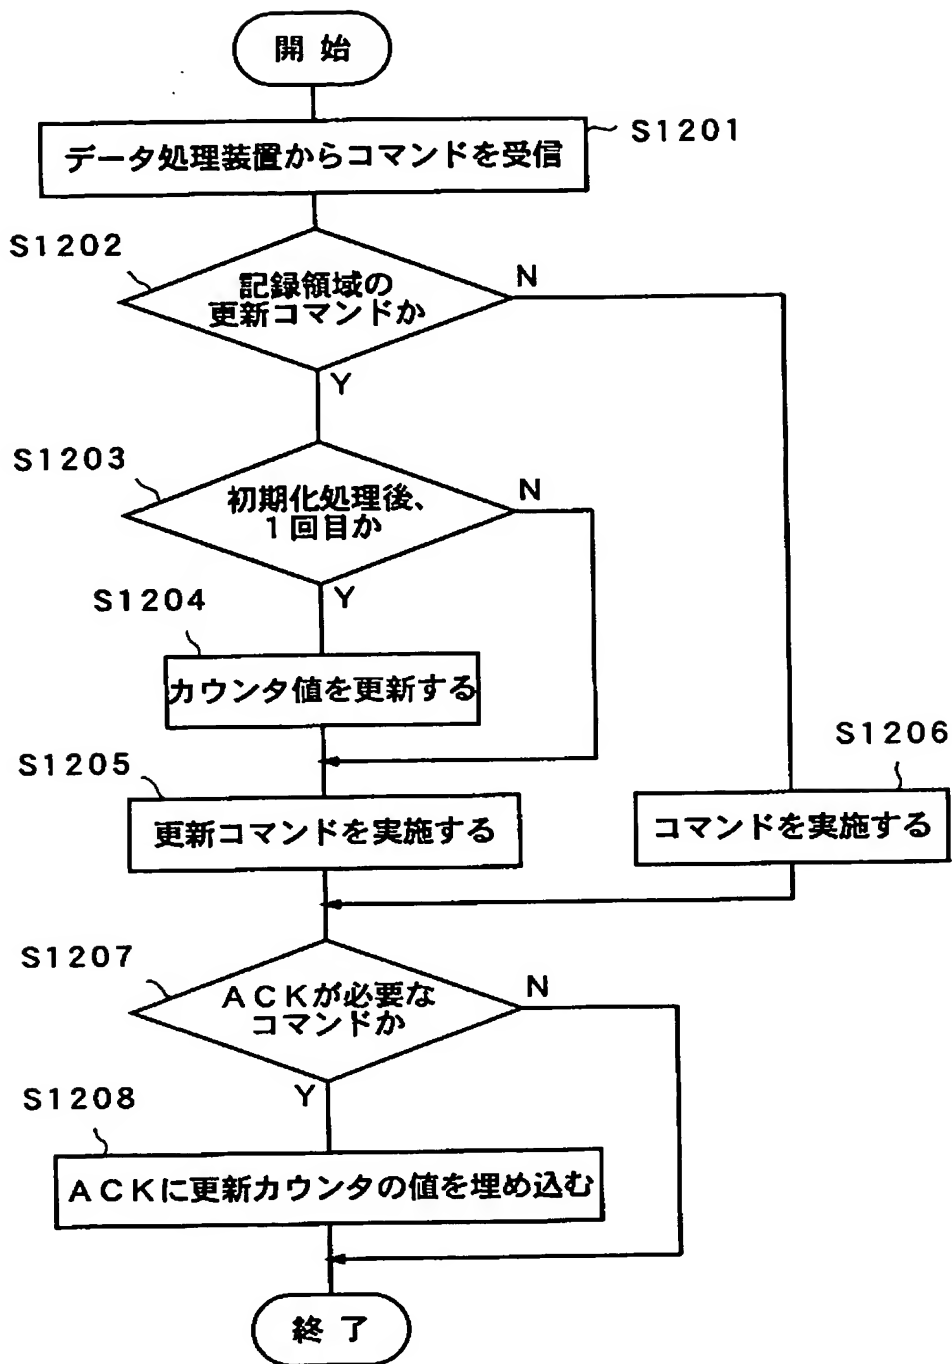 開始
データ処理装置からコマンドを受信
S1201
S1202
記録領域の
更新コマンドか
N
Y
S1203
初期化処理後、
1回目か
N
Y
S1204
カウンタ値を更新する
S1205
更新コマンドを実施する
S1206
コマンドを実施する
S1207
ACKが必要な
コマンドか
N
Y
S1208
ACKに更新カウンタの値を埋め込む
終了